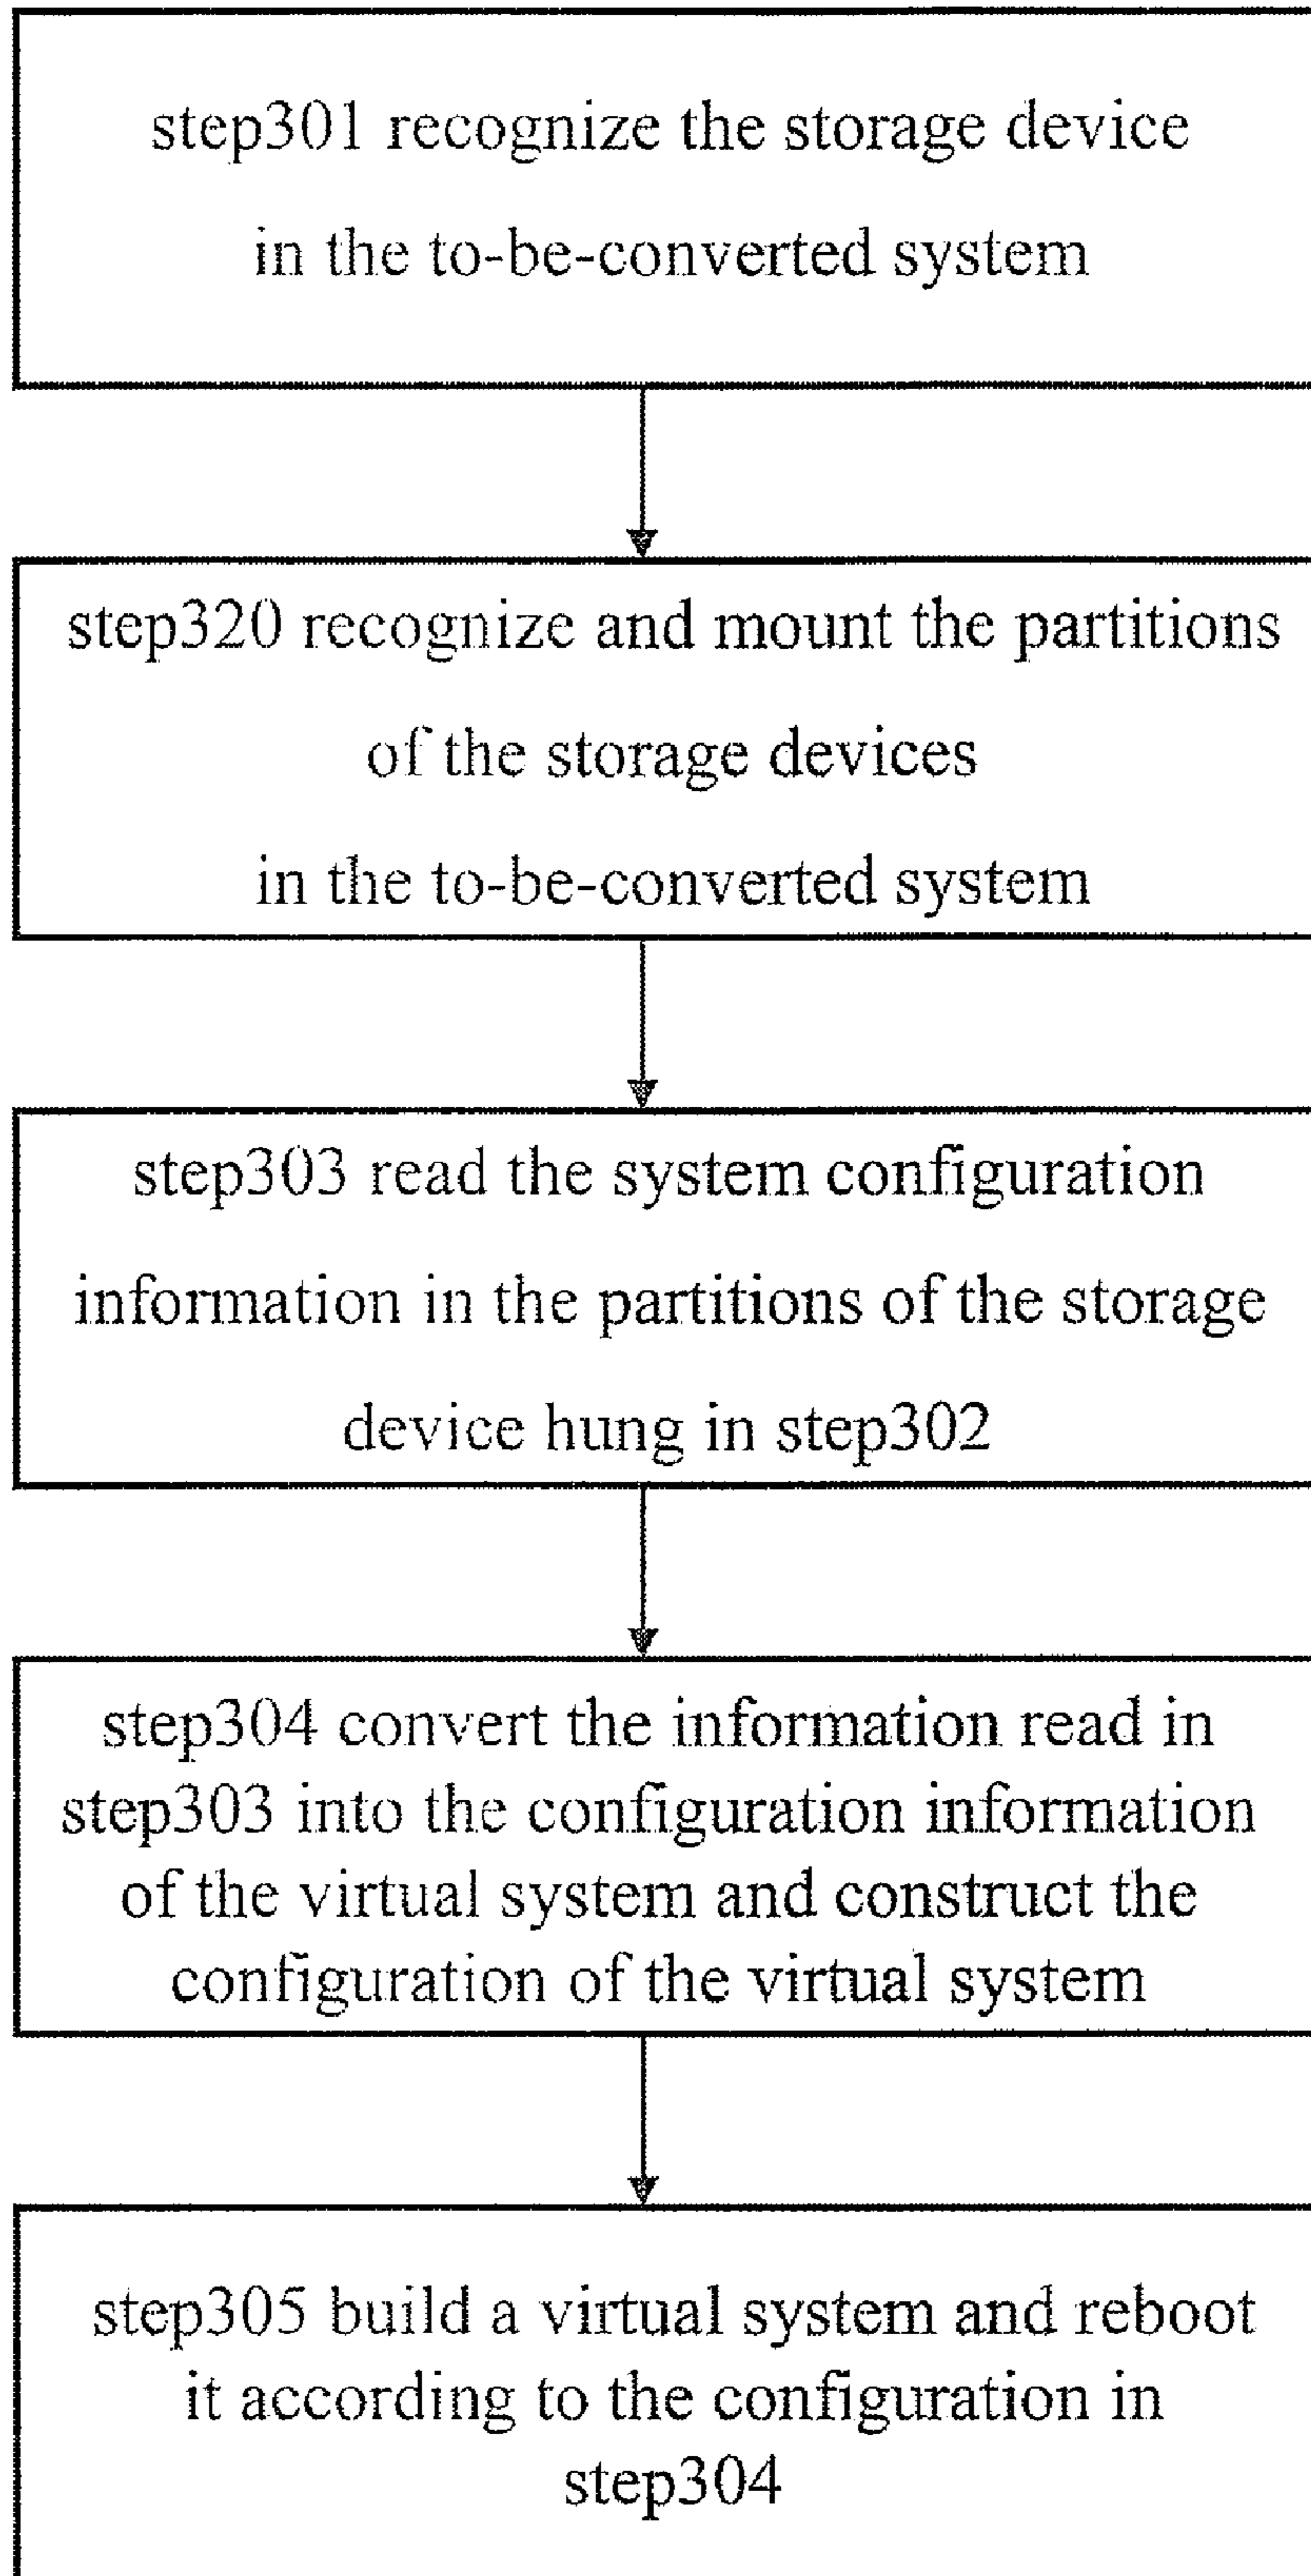 step301 recognize the storage device
in the to-be-converted system
step320 recognize and mount the partitions
of the storage devices
in the to-be-converted system
step303 read the system configuration
information in the partitions of the storage
device hung in step302
step304 convert the information read in
step303 into the configuration information
of the virtual system and construct the
configuration of the virtual system
step305 build a virtual system and reboot
it according to the configuration in
step304